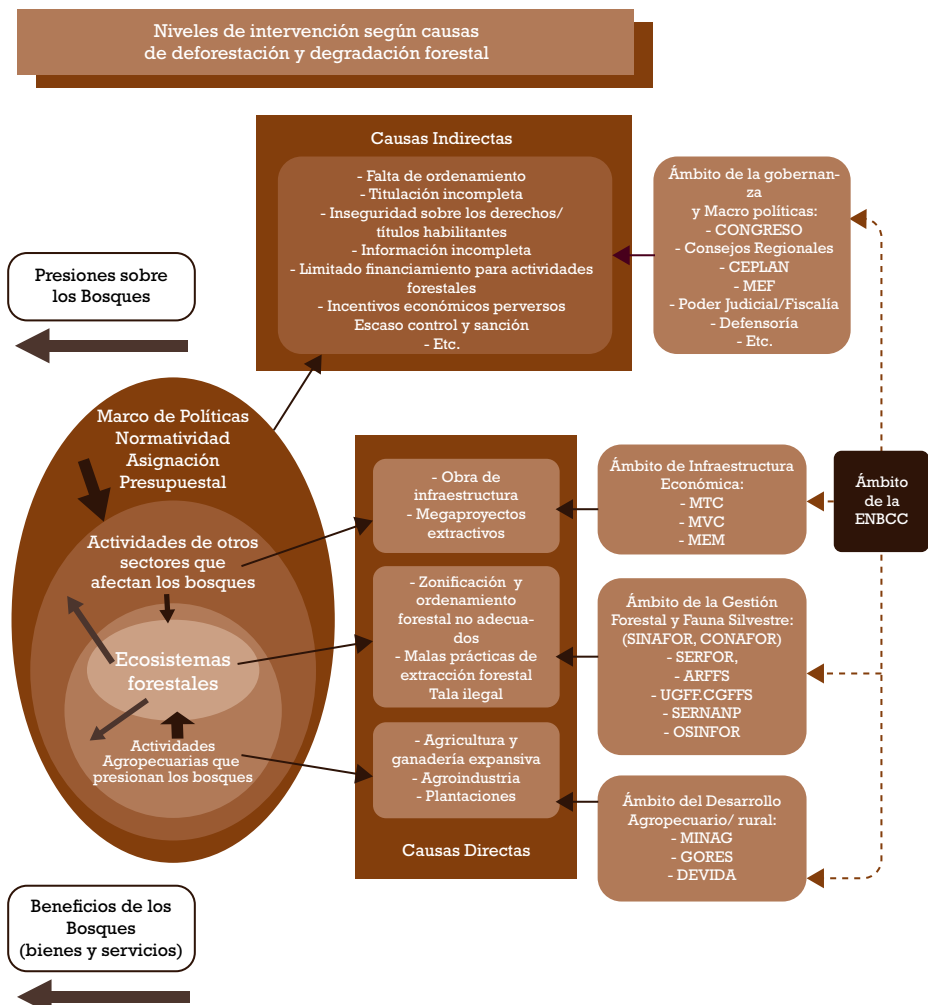 Niveles de intervención según causas
de deforestación y degradación forestal
Causas Indirectas
- Falta de ordenamiento
- Titulación incompleta
- Inseguridad sobre los derechos/
títulos habilitantes
- Información incompleta
- Limitado financiamiento para actividades
forestales
- Incentivos económicos perversos
Escaso control y sanción
- Etc.
Ámbito de la gobernan-
za
y Macro políticas:
- CONGRESO
- Consejos Regionales
- CEPLAN
- MEF
- Poder Judicial/Fiscalía
- Defensoría
- Etc.
Presiones sobre
los Bosques
Marco de Políticas
Normatividad
Asignación
Presupuestal
Actividades de otros
sectores que
afectan los bosques
Ecosistemas
forestales
Actividades
Agropecuarias que
presionan los bosques
- Obra de
infraestructura
- Megaproyectos
extractivos
- Zonificación y
ordenamiento
forestal no adecua-
dos
- Malas prácticas de
extracción forestal
Tala ilegal
- Agricultura y
ganadería expansiva
- Agroindustria
- Plantaciones
Causas Directas
Ámbito de Infraestructura
Económica:
- MTC
- MVC
- MEM
Ámbito de la Gestión
Forestal y Fauna Silvestre:
(SINAFOR, CONAFOR)
- SERFOR,
- ARFFS
- UGFF.CGFFS
- SERNANP
- OSINFOR
Ámbito del Desarrollo
Agropecuario/ rural:
- MINAG
- GORES
- DEVIDA
Ámbito
de la
ENBCC
Beneficios de los
Bosques
(bienes y servicios)